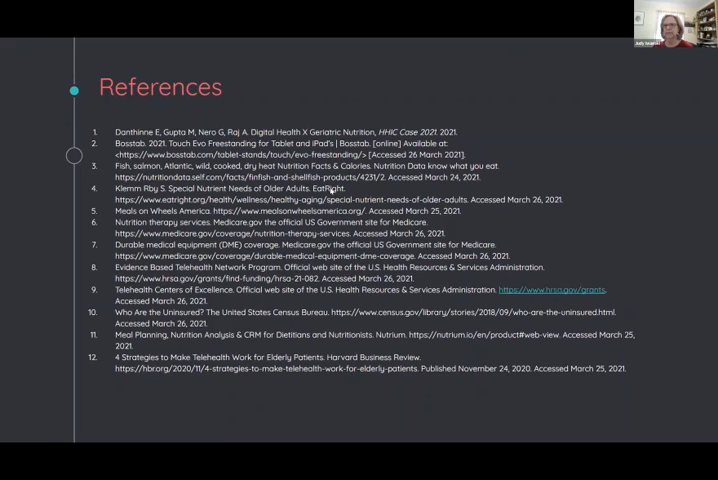 References
1. Danthinne E, Gupta M, Nero G, Raj A. Digital Health X Geriatric Nutrition, HHIC Case 2021. 2021.
2. Bosstab. 2021. Touch Evo Freestanding for Tablet and iPad's | Bosstab. [online] Available at:
<https://www.bosstab.com/tablet-stands/touch/evo-freestanding/> [Accessed 26 March 2021].
3. Fish, salmon, Atlantic, wild, cooked, dry heat Nutrition Facts & Calories. Nutrition Data know what you eat.
https://nutritiondata.self.com/facts/finfish-and-shellfish-products/4231/2. Accessed March 24, 2021.
4. Klemm Rby S. Special Nutrient Needs of Older Adults. EatRight.
https://www.eatright.org/health/wellness/healthy-aging/special-nutrient-needs-of-older-adults. Accessed March 26, 2021.
5. Meals on Wheels America. https://www.mealsonwheelsamerica.org/. Accessed March 25, 2021.
6. Nutrition therapy services. Medicare.gov the official US Government site for Medicare.
https://www.medicare.gov/coverage/nutrition-therapy-services. Accessed March 26, 2021.
7. Durable medical equipment (DME) coverage. Medicare.gov the official US Government site for Medicare.
https://www.medicare.gov/coverage/durable-medical-equipment-dme-coverage. Accessed March 26, 2021.
8. Evidence Based Telehealth Network Program. Official web site of the U.S. Health Resources & Services Administration.
https://www.hrsa.gov/grants/find-funding/hrsa-21-082. Accessed March 26, 2021.
9. Telehealth Centers of Excellence. Official web site of the U.S. Health Resources & Services Administration. https://www.hrsa.gov/grants.
Accessed March 26, 2021.
10. Who Are the Uninsured? The United States Census Bureau. https://www.census.gov/library/stories/2018/09/who-are-the-uninsured.html.
Accessed March 26, 2021.
11. Meal Planning, Nutrition Analysis & CRM for Dietitians and Nutritionists. Nutrium. https://nutrium.io/en/product#web-view. Accessed March 25,
2021.
12. 4 Strategies to Make Telehealth Work for Elderly Patients. Harvard Business Review.
https://hbr.org/2020/11/4-strategies-to-make-telehealth-work-for-elderly-patients. Published November 24, 2020. Accessed March 25, 2021.